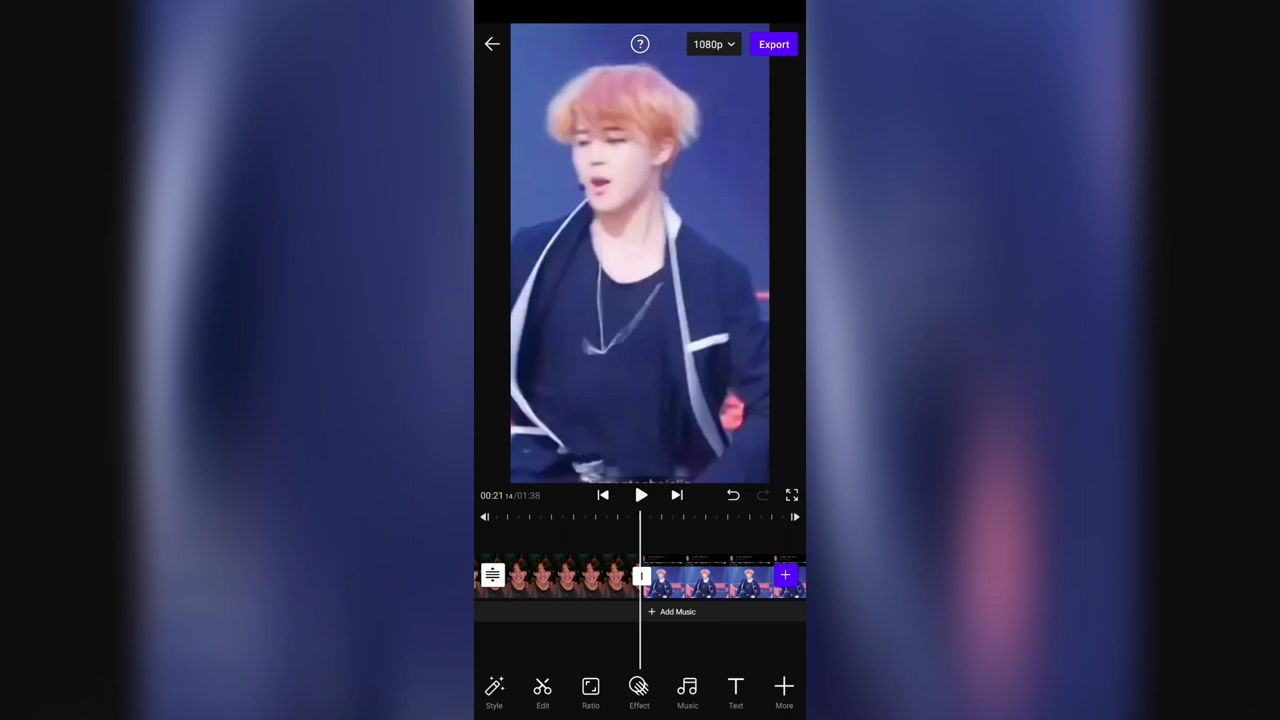 ?
1080p
Export
00:21 14/01:38
+ Add Music
Style
Edit
Ratio
Effect
Music
Text
More